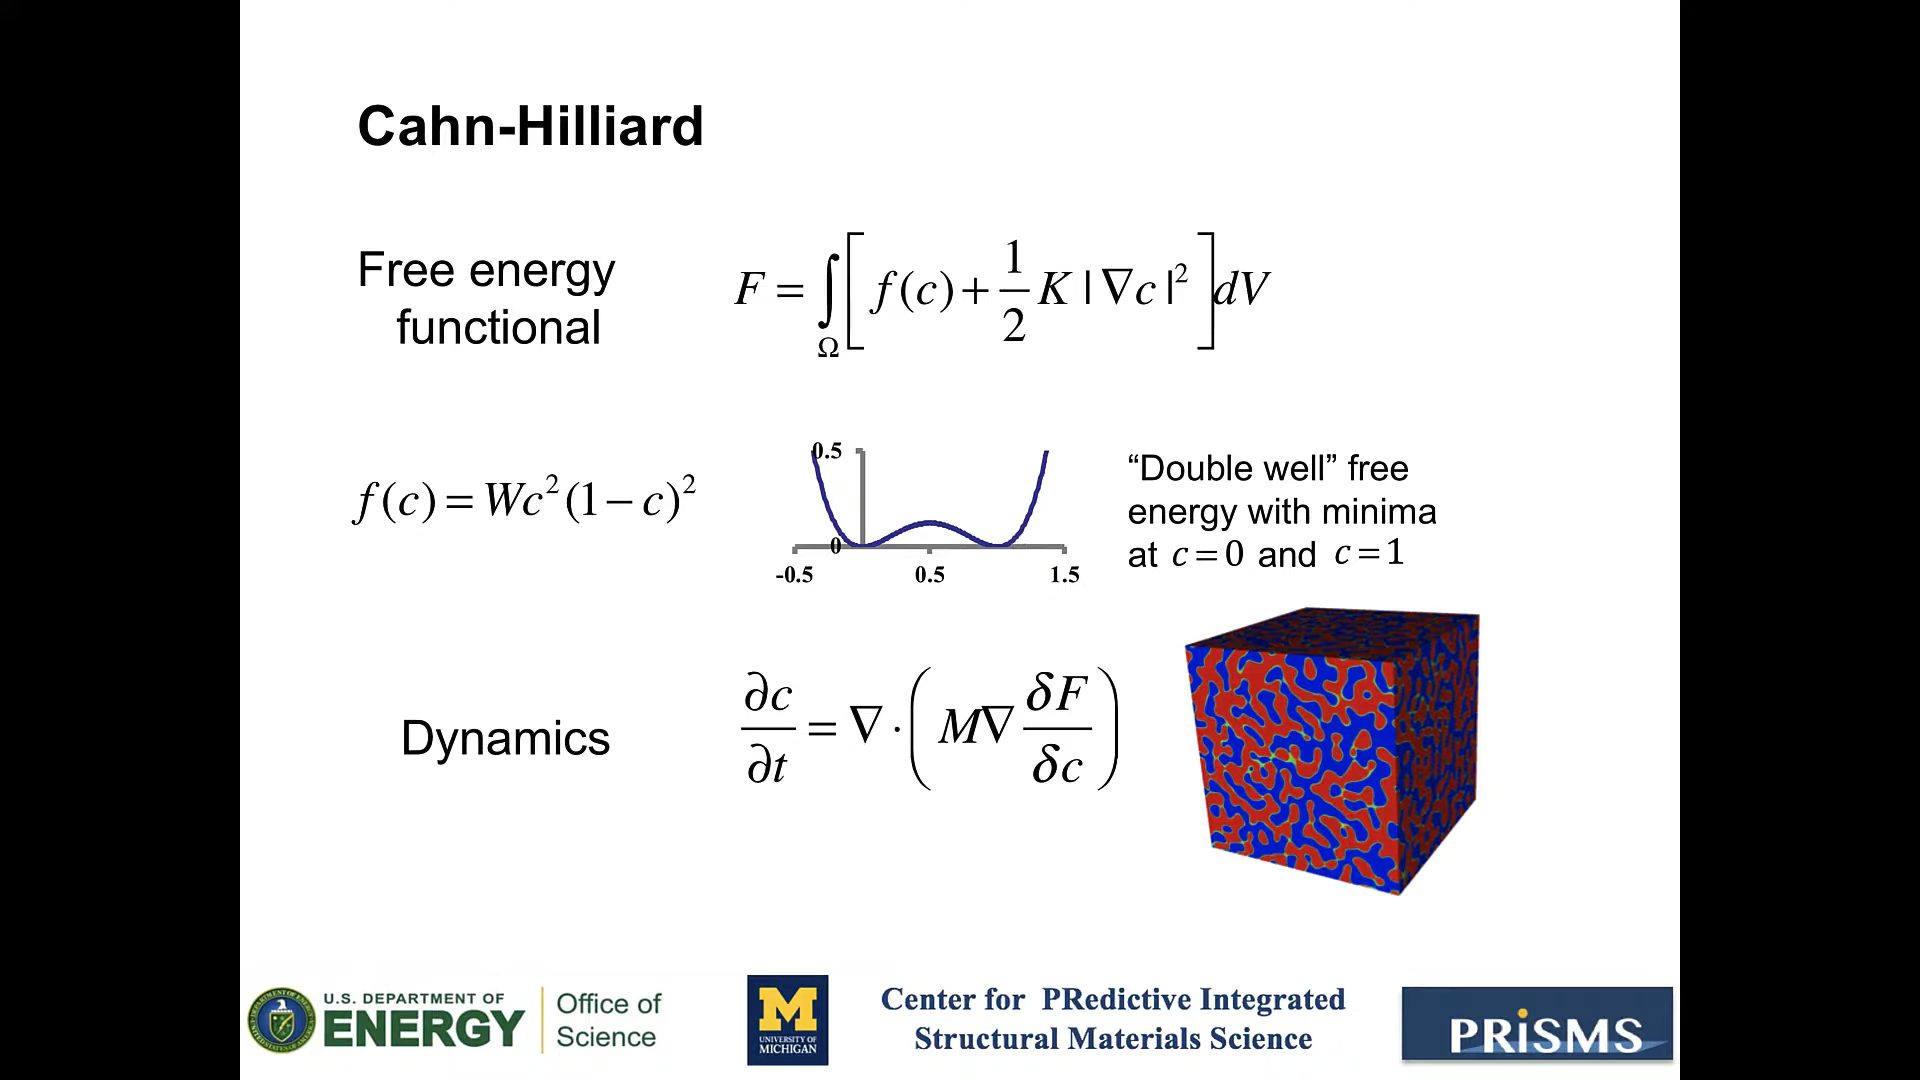 Cahn-Hilliard
Free energy
functional
F = ∫_Ω [ f(c) + 1/2 K |∇c|² ] dV
f(c) = Wc²(1 − c)²
0.5
0
-0.5 0.5 1.5
“Double well” free
energy with minima
at c = 0 and c = 1
Dynamics
∂c/∂t = ∇ · ( M∇ δF/δc )
U.S. DEPARTMENT OF
ENERGY
Office of
Science
M
UNIVERSITY OF
MICHIGAN
Center for PRedictive Integrated
Structural Materials Science
PRiSMS